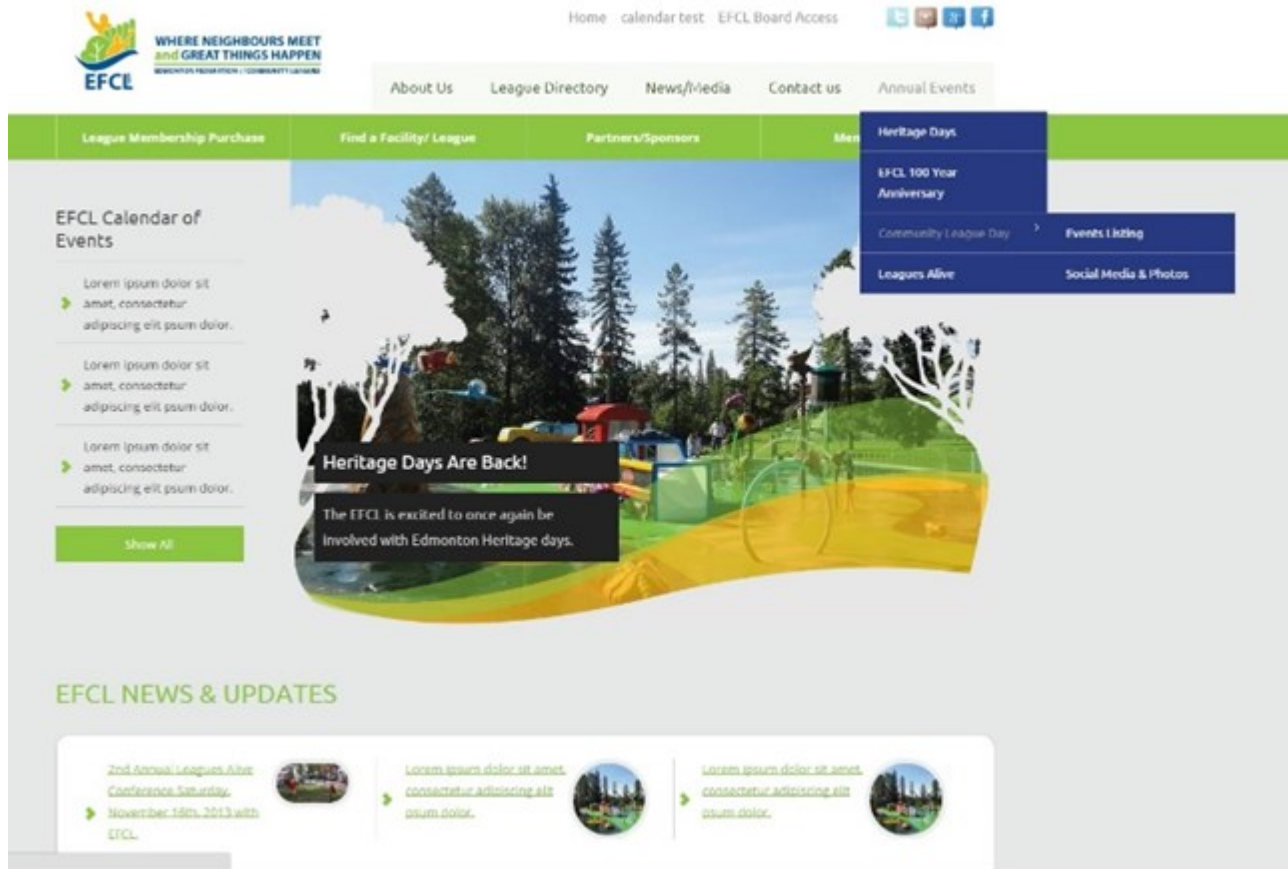 Home calendar test EFCL Board Access
WHERE NEIGHBOURS MEET
and GREAT THINGS HAPPEN
EDMONTON FEDERATION of COMMUNITY LEAGUES
EFCL
About Us League Directory News/Media Contact us Annual Events
League Membership Purchase Find a Facility/ League Partners/Sponsors Mem
Heritage Days
EFCL 100 Year
Anniversary
Community League Day > Events Listing
Leagues Alive Social Media & Photos
EFCL Calendar of
Events
Lorem ipsum dolor sit
amet, consectetur
adipiscing elit psum dolor.
Lorem ipsum dolor sit
amet, consectetur
adipiscing elit psum dolor.
Lorem ipsum dolor sit
amet, consectetur
adipiscing elit psum dolor.
Show All
Heritage Days Are Back!
The EFCL is excited to once again be
involved with Edmonton Heritage days.
EFCL NEWS & UPDATES
2nd Annual Leagues Alive
Conference Saturday,
November 16th, 2013 with
EFCL.
Lorem ipsum dolor sit amet,
consectetur adipiscing elit
psum dolor.
Lorem ipsum dolor sit amet,
consectetur adipiscing elit
psum dolor.